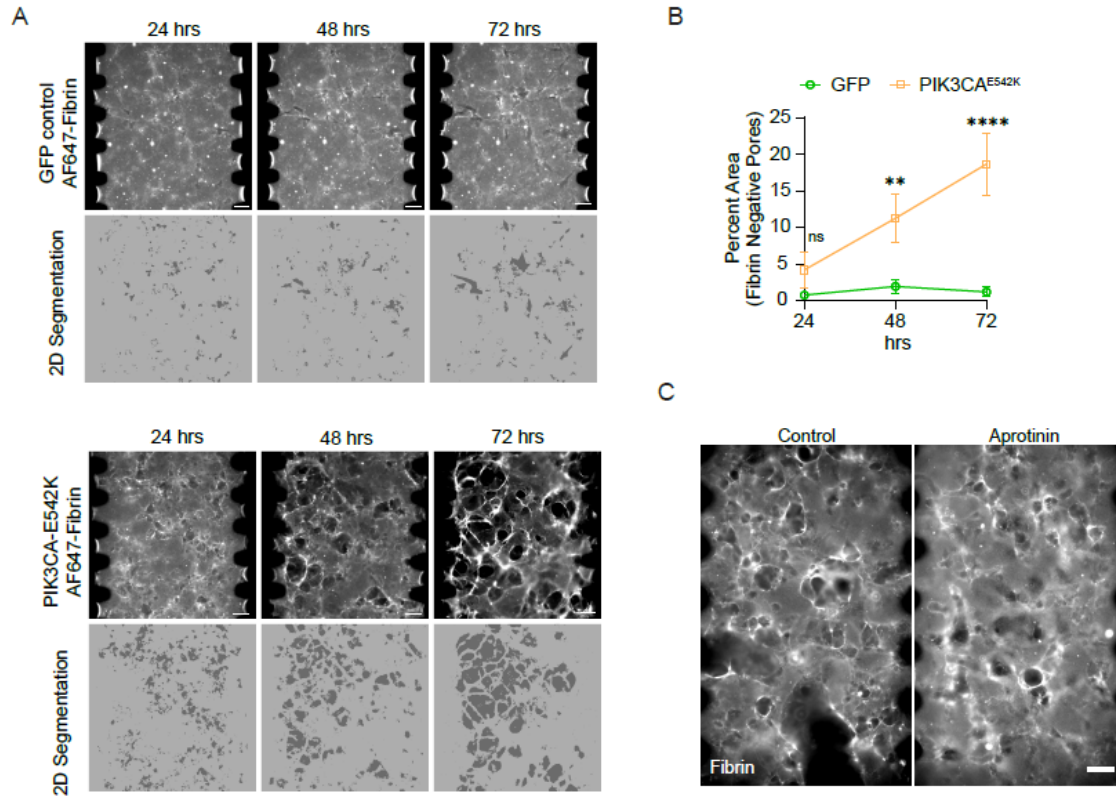 A
24 hrs
48 hrs
72 hrs
GFP control
AF647-Fibrin
2D Segmentation
24 hrs
48 hrs
72 hrs
PIK3CA-E542K
AF647-Fibrin
2D Segmentation
B
GFP
PIK3CAE542K
Percent Area
(Fibrin Negative Pores)
25
20
15
10
5
0
ns
**
****
24
48
72
hrs
C
Control
Aprotinin
Fibrin